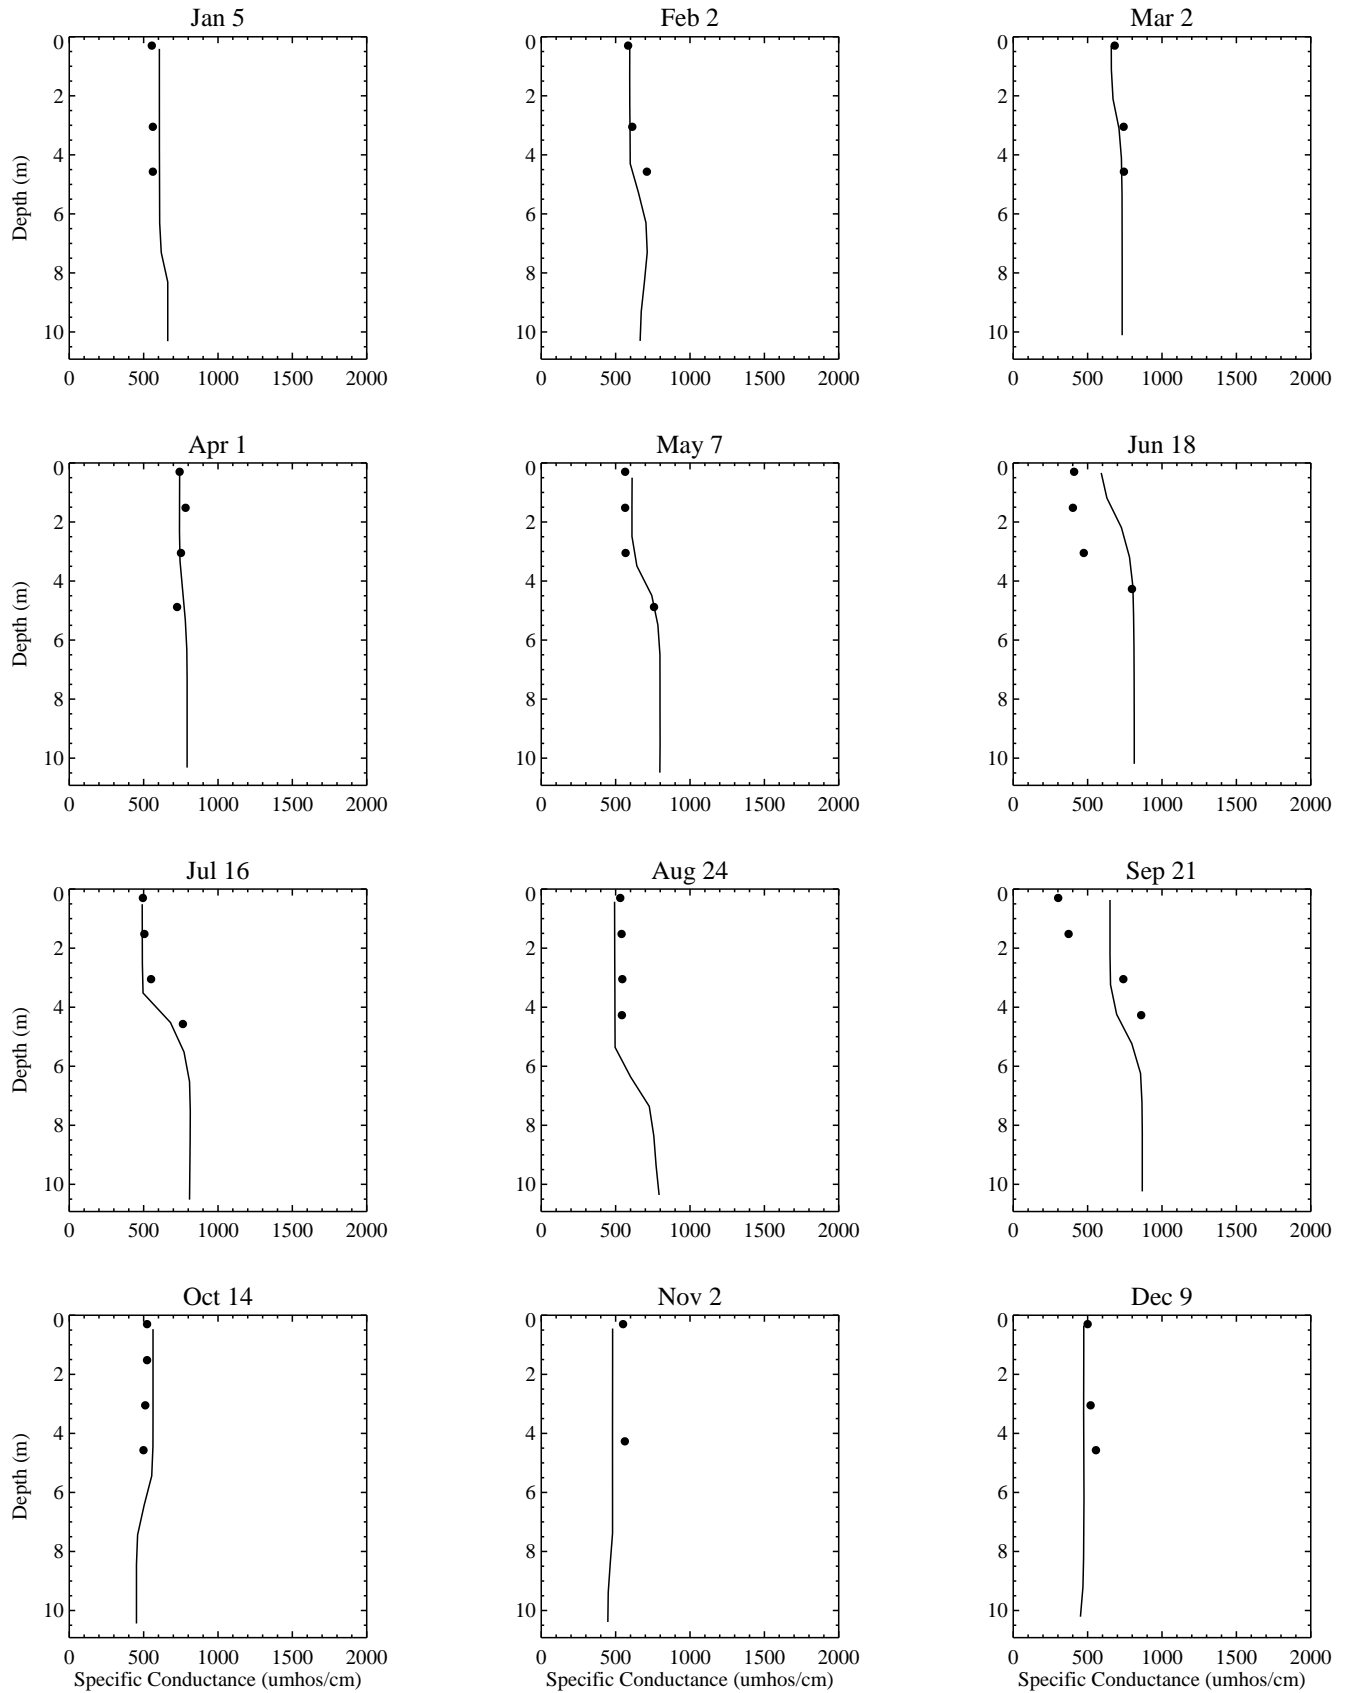 Jan 5 Feb 2 Mar 2
0 0 0
2 2 2
4 4 4
6 6 6
8 8 8
10 10 10
Depth (m)
0 500 1000 1500 2000 0 500 1000 1500 2000 0 500 1000 1500 2000
Apr 1 May 7 Jun 18
0 0 0
2 2 2
4 4 4
6 6 6
8 8 8
10 10 10
Depth (m)
0 500 1000 1500 2000 0 500 1000 1500 2000 0 500 1000 1500 2000
Jul 16 Aug 24 Sep 21
0 0 0
2 2 2
4 4 4
6 6 6
8 8 8
10 10 10
Depth (m)
0 500 1000 1500 2000 0 500 1000 1500 2000 0 500 1000 1500 2000
Oct 14 Nov 2 Dec 9
0 0 0
2 2 2
4 4 4
6 6 6
8 8 8
10 10 10
Depth (m)
0 500 1000 1500 2000 0 500 1000 1500 2000 0 500 1000 1500 2000
Specific Conductance (umhos/cm) Specific Conductance (umhos/cm) Specific Conductance (umhos/cm)